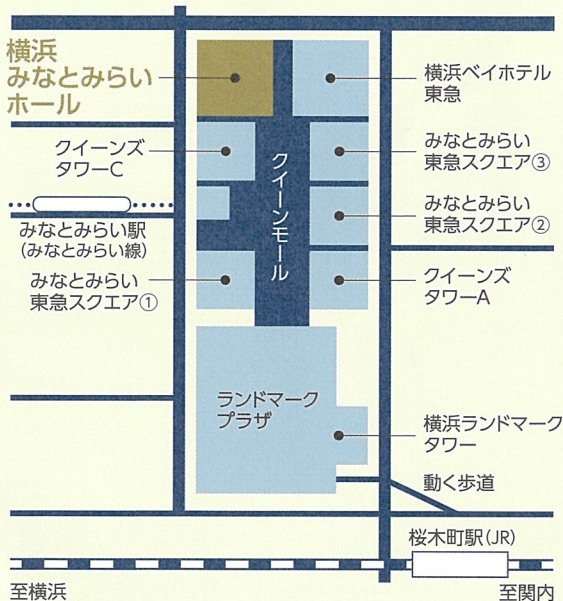 横浜
みなとみらい
ホール
横浜ベイホテル
東急
クイーンズ
タワーC
みなとみらい
東急スクエア③
クイーンモール
みなとみらい
東急スクエア②
みなとみらい駅
(みなとみらい線)
みなとみらい
東急スクエア①
クイーンズ
タワーA
ランドマーク
プラザ
横浜ランドマーク
タワー
動く歩道
桜木町駅(JR)
至横浜
至関内